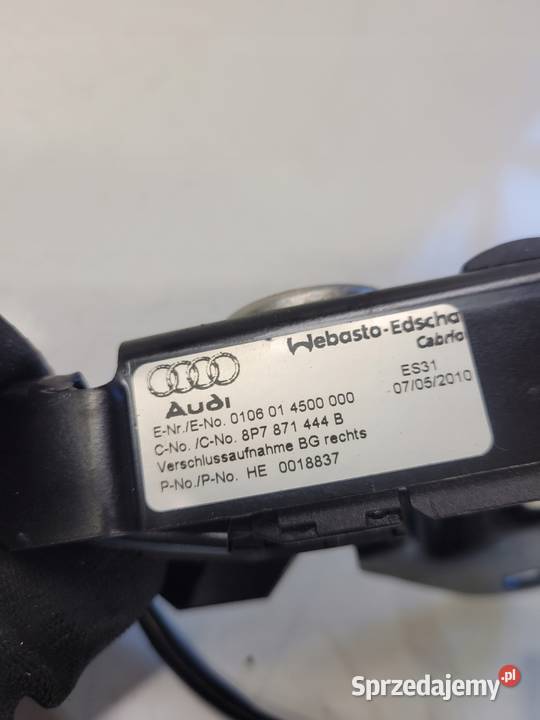 Webasto-Edscha
Cabrio
Audi
ES31
07/05/2010
E-Nr./E-No. 0106 01 4500 000
C-No. /C-No. 8P7 871 444 B
Verschlussaufnahme BG rechts
P-No./P-No. HE 0018837
Sprzedajemy.pl